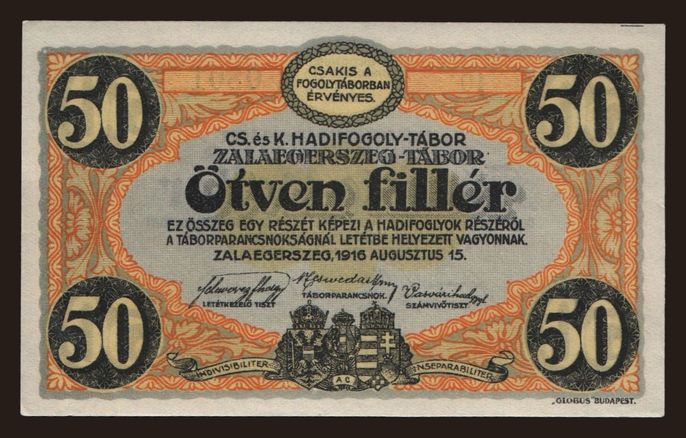 50
50
CSAKIS A
FOGOLYTÁBORBAN
ÉRVÉNYES.
CS. és K. HADIFOGOLY-TÁBOR
ZALAEGERSZEG-TÁBOR
Ötven fillér
EZ ÖSSZEG EGY RÉSZÉT KÉPEZI A HADIFOGLYOK RÉSZÉRŐL
A TÁBORPARANCSNOKSÁGNÁL LETÉTBE HELYEZETT VAGYONNAK.
ZALAEGERSZEG, 1916 AUGUSZTUS 15.
LETÉTKEZELŐ TISZT
TÁBORPARANCSNOK.
SZÁMVIVŐTISZT
50
50
INDIVISIBILITER
AC
INSEPARABILITER
„GLOBUS" BUDAPEST.